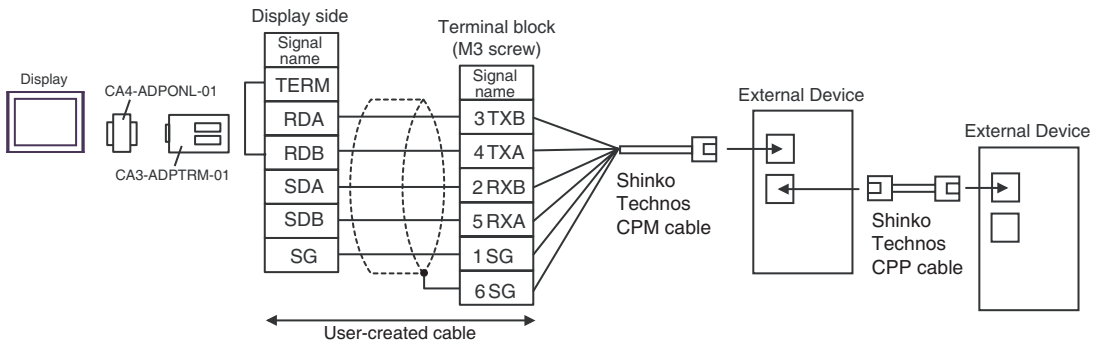 Display
CA4-ADPONL-01
CA3-ADPTRM-01
Display side
Signal
name
TERM
RDA
RDB
SDA
SDB
SG
Terminal block
(M3 screw)
Signal
name
3 TXB
4 TXA
2 RXB
5 RXA
1 SG
6 SG
User-created cable
Shinko
Technos
CPM cable
External Device
Shinko
Technos
CPP cable
External Device